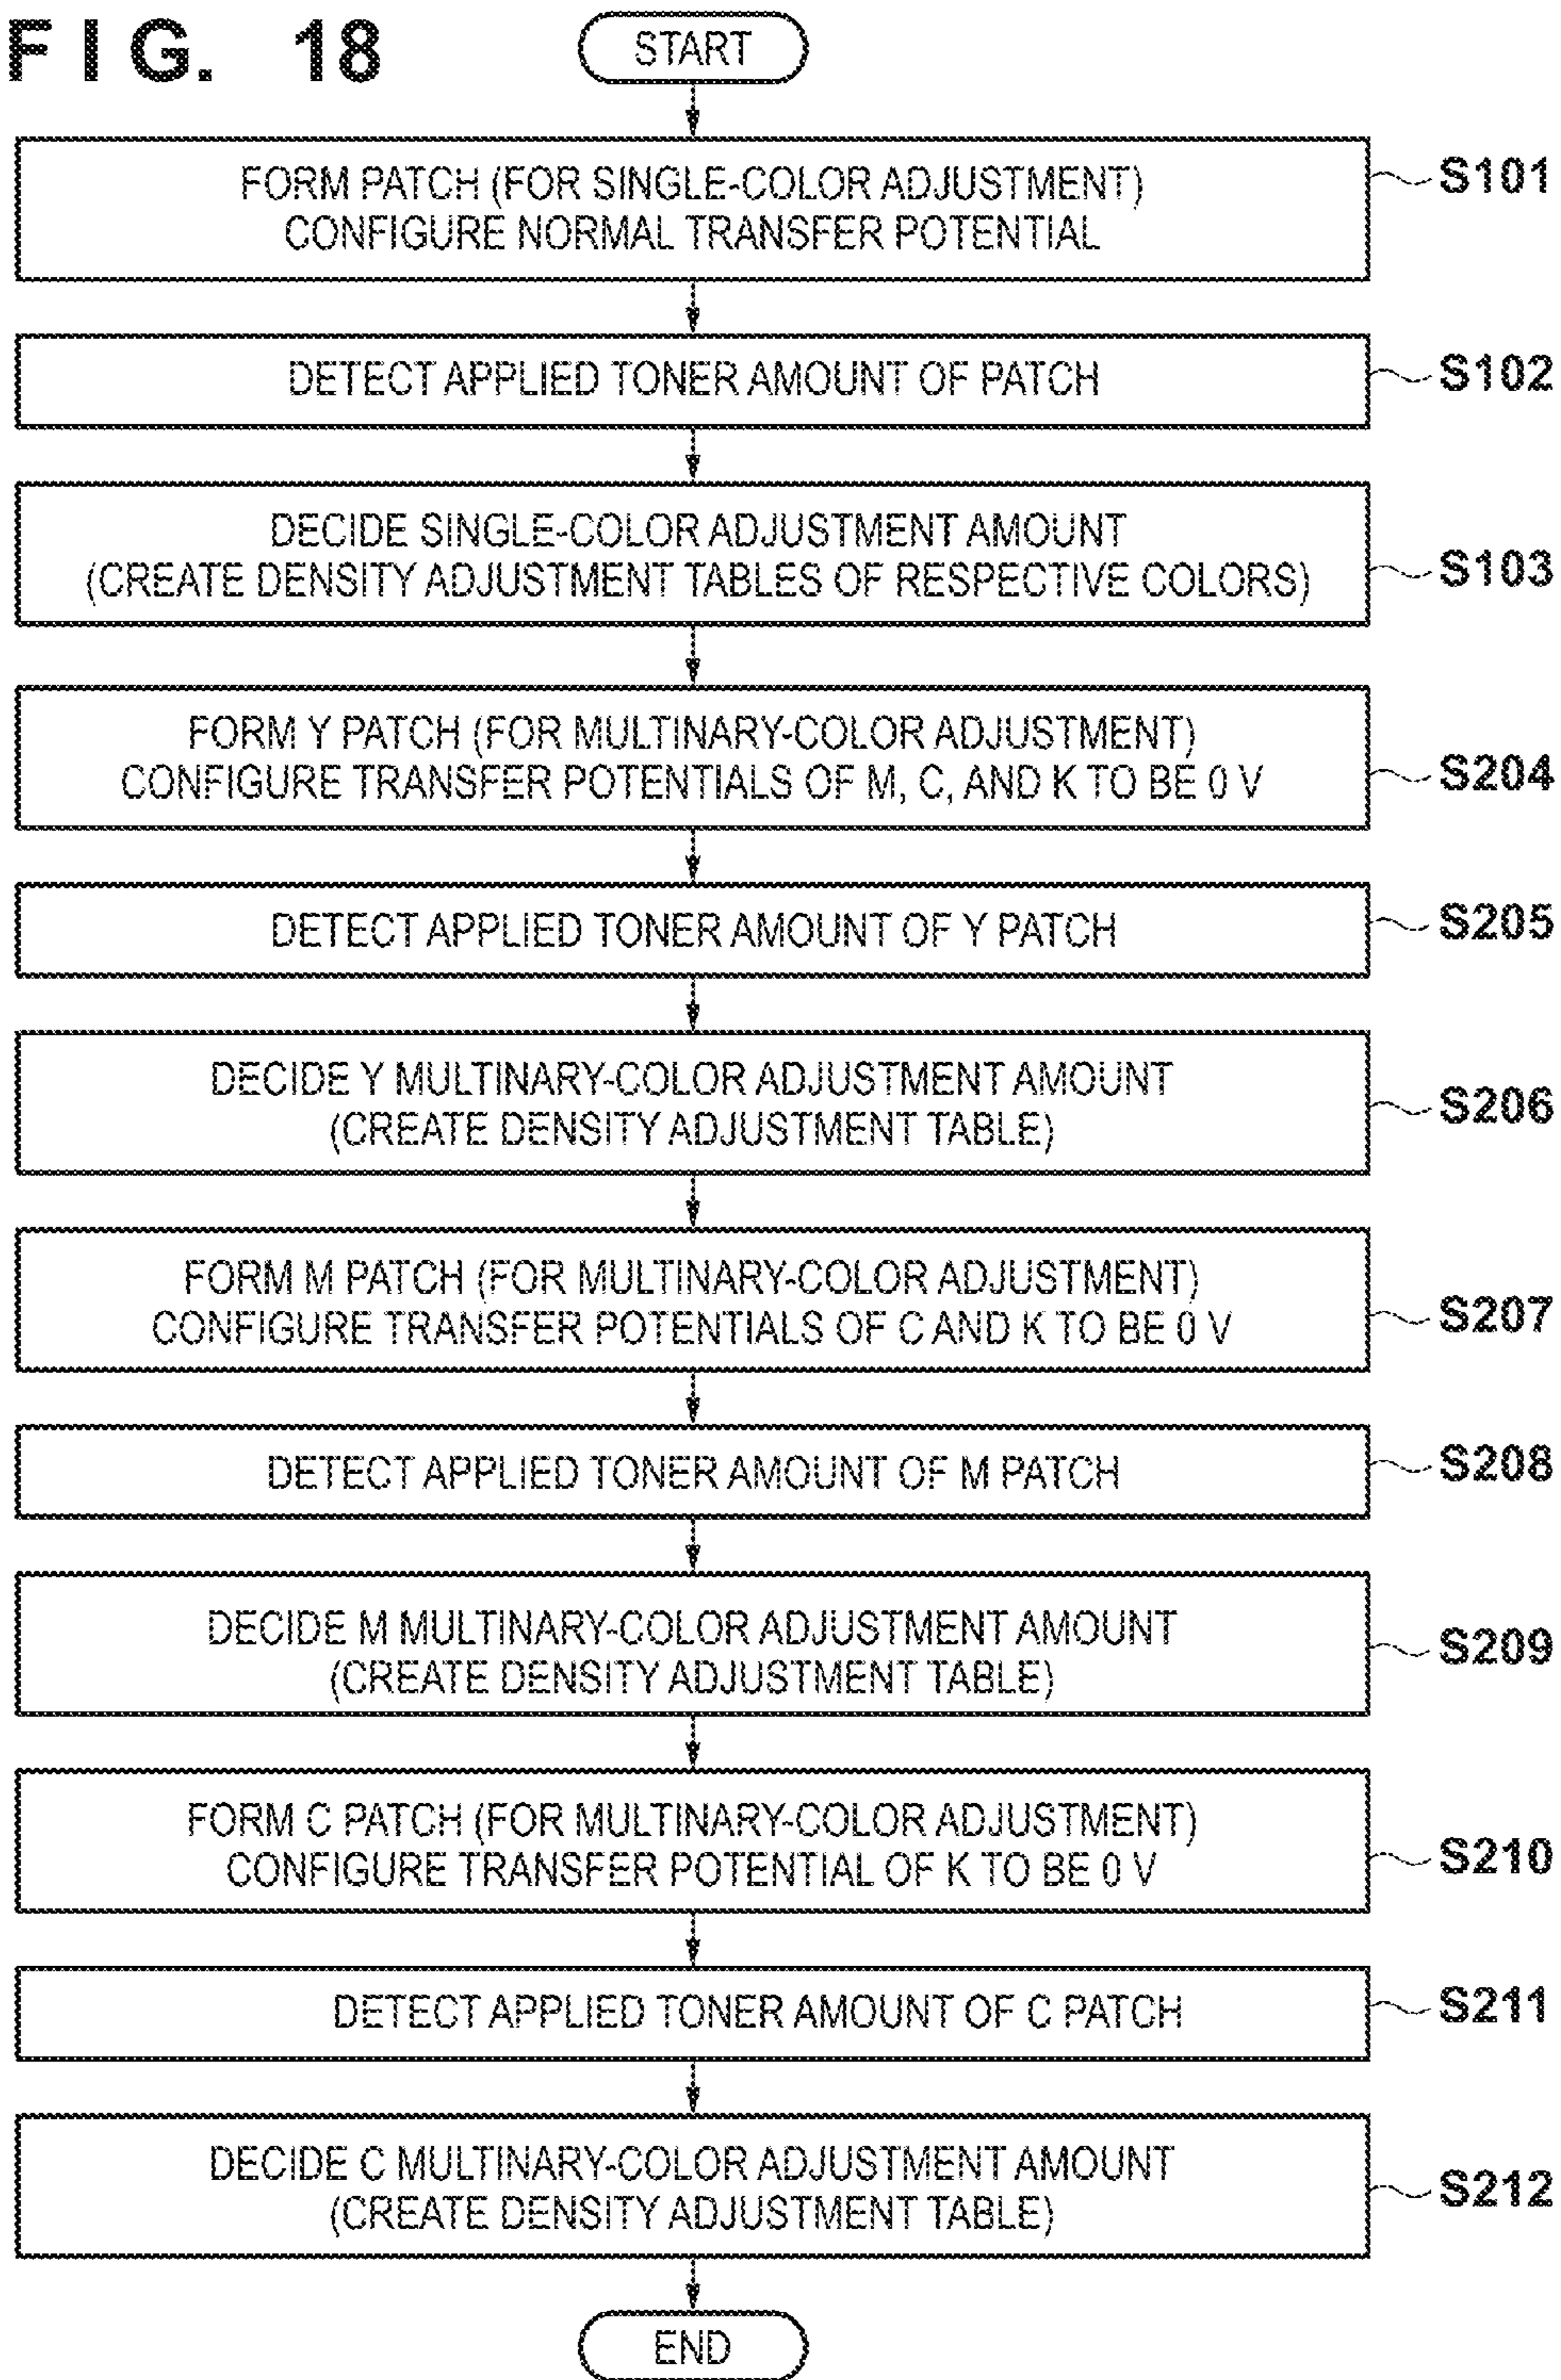 FIG. 18
START
FORM PATCH (FOR SINGLE-COLOR ADJUSTMENT)
CONFIGURE NORMAL TRANSFER POTENTIAL
S101
DETECT APPLIED TONER AMOUNT OF PATCH
S102
DECIDE SINGLE-COLOR ADJUSTMENT AMOUNT
(CREATE DENSITY ADJUSTMENT TABLES OF RESPECTIVE COLORS)
S103
FORM Y PATCH (FOR MULTINARY-COLOR ADJUSTMENT)
CONFIGURE TRANSFER POTENTIALS OF M, C, AND K TO BE 0 V
S204
DETECT APPLIED TONER AMOUNT OF Y PATCH
S205
DECIDE Y MULTINARY-COLOR ADJUSTMENT AMOUNT
(CREATE DENSITY ADJUSTMENT TABLE)
S206
FORM M PATCH (FOR MULTINARY-COLOR ADJUSTMENT)
CONFIGURE TRANSFER POTENTIALS OF C AND K TO BE 0 V
S207
DETECT APPLIED TONER AMOUNT OF M PATCH
S208
DECIDE M MULTINARY-COLOR ADJUSTMENT AMOUNT
(CREATE DENSITY ADJUSTMENT TABLE)
S209
FORM C PATCH (FOR MULTINARY-COLOR ADJUSTMENT)
CONFIGURE TRANSFER POTENTIAL OF K TO BE 0 V
S210
DETECT APPLIED TONER AMOUNT OF C PATCH
S211
DECIDE C MULTINARY-COLOR ADJUSTMENT AMOUNT
(CREATE DENSITY ADJUSTMENT TABLE)
S212
END